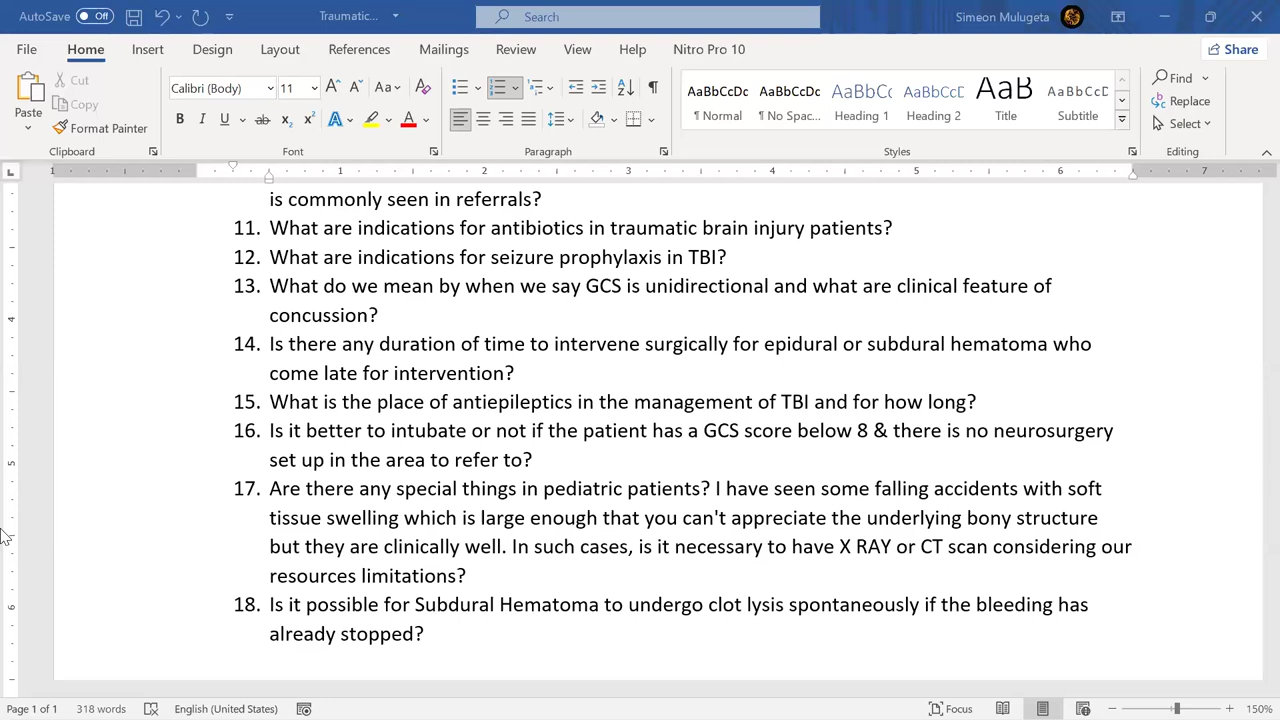 AutoSave Off Traumatic... Search Simeon Mulugeta
File Home Insert Design Layout References Mailings Review View Help Nitro Pro 10 Share
Paste Cut Copy Format Painter Clipboard
Calibri (Body) 11 Font
Paragraph
AaBbCcDc AaBbCcDc AaBbCc AaBbCcD AaB AaBbCcD
¶ Normal ¶ No Spac... Heading 1 Heading 2 Title Subtitle
Styles
Find Replace Select Editing
1 1 2 3 4 5 6 7
is commonly seen in referrals?
11. What are indications for antibiotics in traumatic brain injury patients?
12. What are indications for seizure prophylaxis in TBI?
13. What do we mean by when we say GCS is unidirectional and what are clinical feature of
concussion?
14. Is there any duration of time to intervene surgically for epidural or subdural hematoma who
come late for intervention?
15. What is the place of antiepileptics in the management of TBI and for how long?
16. Is it better to intubate or not if the patient has a GCS score below 8 & there is no neurosurgery
set up in the area to refer to?
17. Are there any special things in pediatric patients? I have seen some falling accidents with soft
tissue swelling which is large enough that you can't appreciate the underlying bony structure
but they are clinically well. In such cases, is it necessary to have X RAY or CT scan considering our
resources limitations?
18. Is it possible for Subdural Hematoma to undergo clot lysis spontaneously if the bleeding has
already stopped?
4
5
6
Page 1 of 1 318 words English (United States) Focus 150%